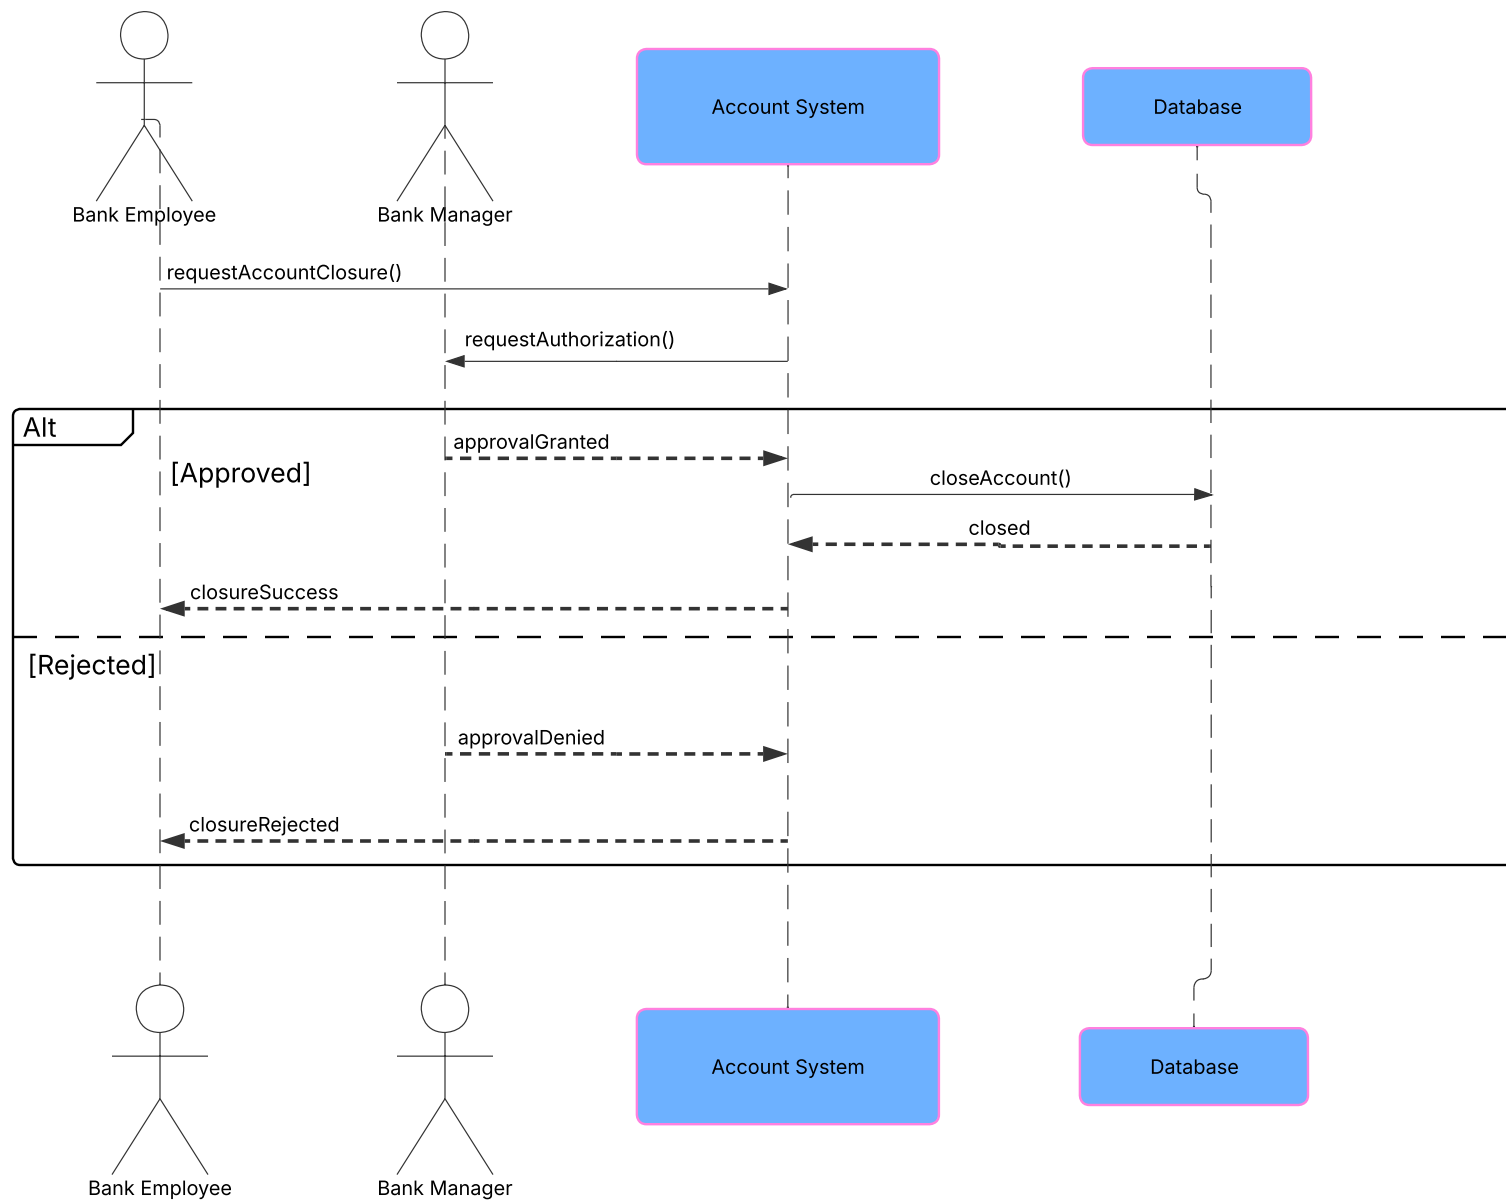 Account System
Database
Bank Employee
Bank Manager
requestAccountClosure()
requestAuthorization()
Alt
approvalGranted
[Approved]
closeAccount()
closed
closureSuccess
[Rejected]
approvalDenied
closureRejected
Account System
Database
Bank Employee
Bank Manager